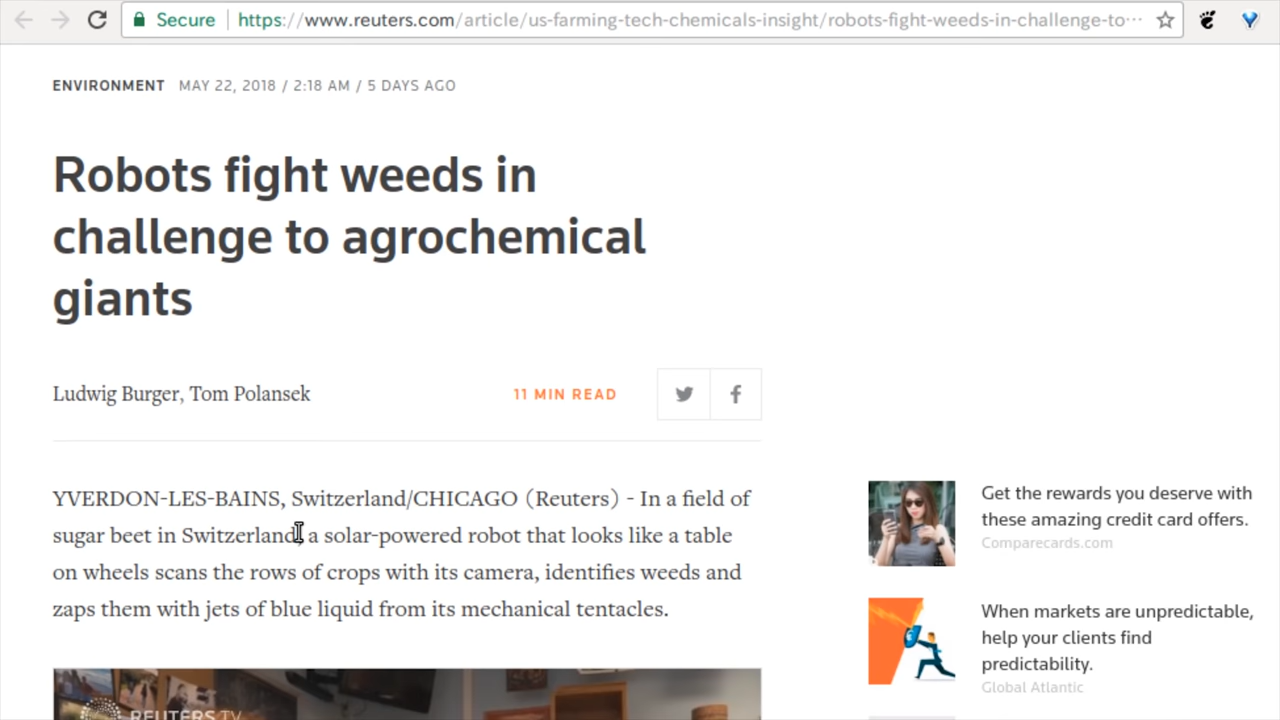 Secure
https://www.reuters.com/article/us-farming-tech-chemicals-insight/robots-fight-weeds-in-challenge-to…
ENVIRONMENT MAY 22, 2018 / 2:18 AM / 5 DAYS AGO
Robots fight weeds in
challenge to agrochemical
giants
Ludwig Burger, Tom Polansek
11 MIN READ
YVERDON-LES-BAINS, Switzerland/CHICAGO (Reuters) - In a field of
sugar beet in Switzerland, a solar-powered robot that looks like a table
on wheels scans the rows of crops with its camera, identifies weeds and
zaps them with jets of blue liquid from its mechanical tentacles.
REUTERS TV
Get the rewards you deserve with
these amazing credit card offers.
Comparecards.com
When markets are unpredictable,
help your clients find
predictability.
Global Atlantic